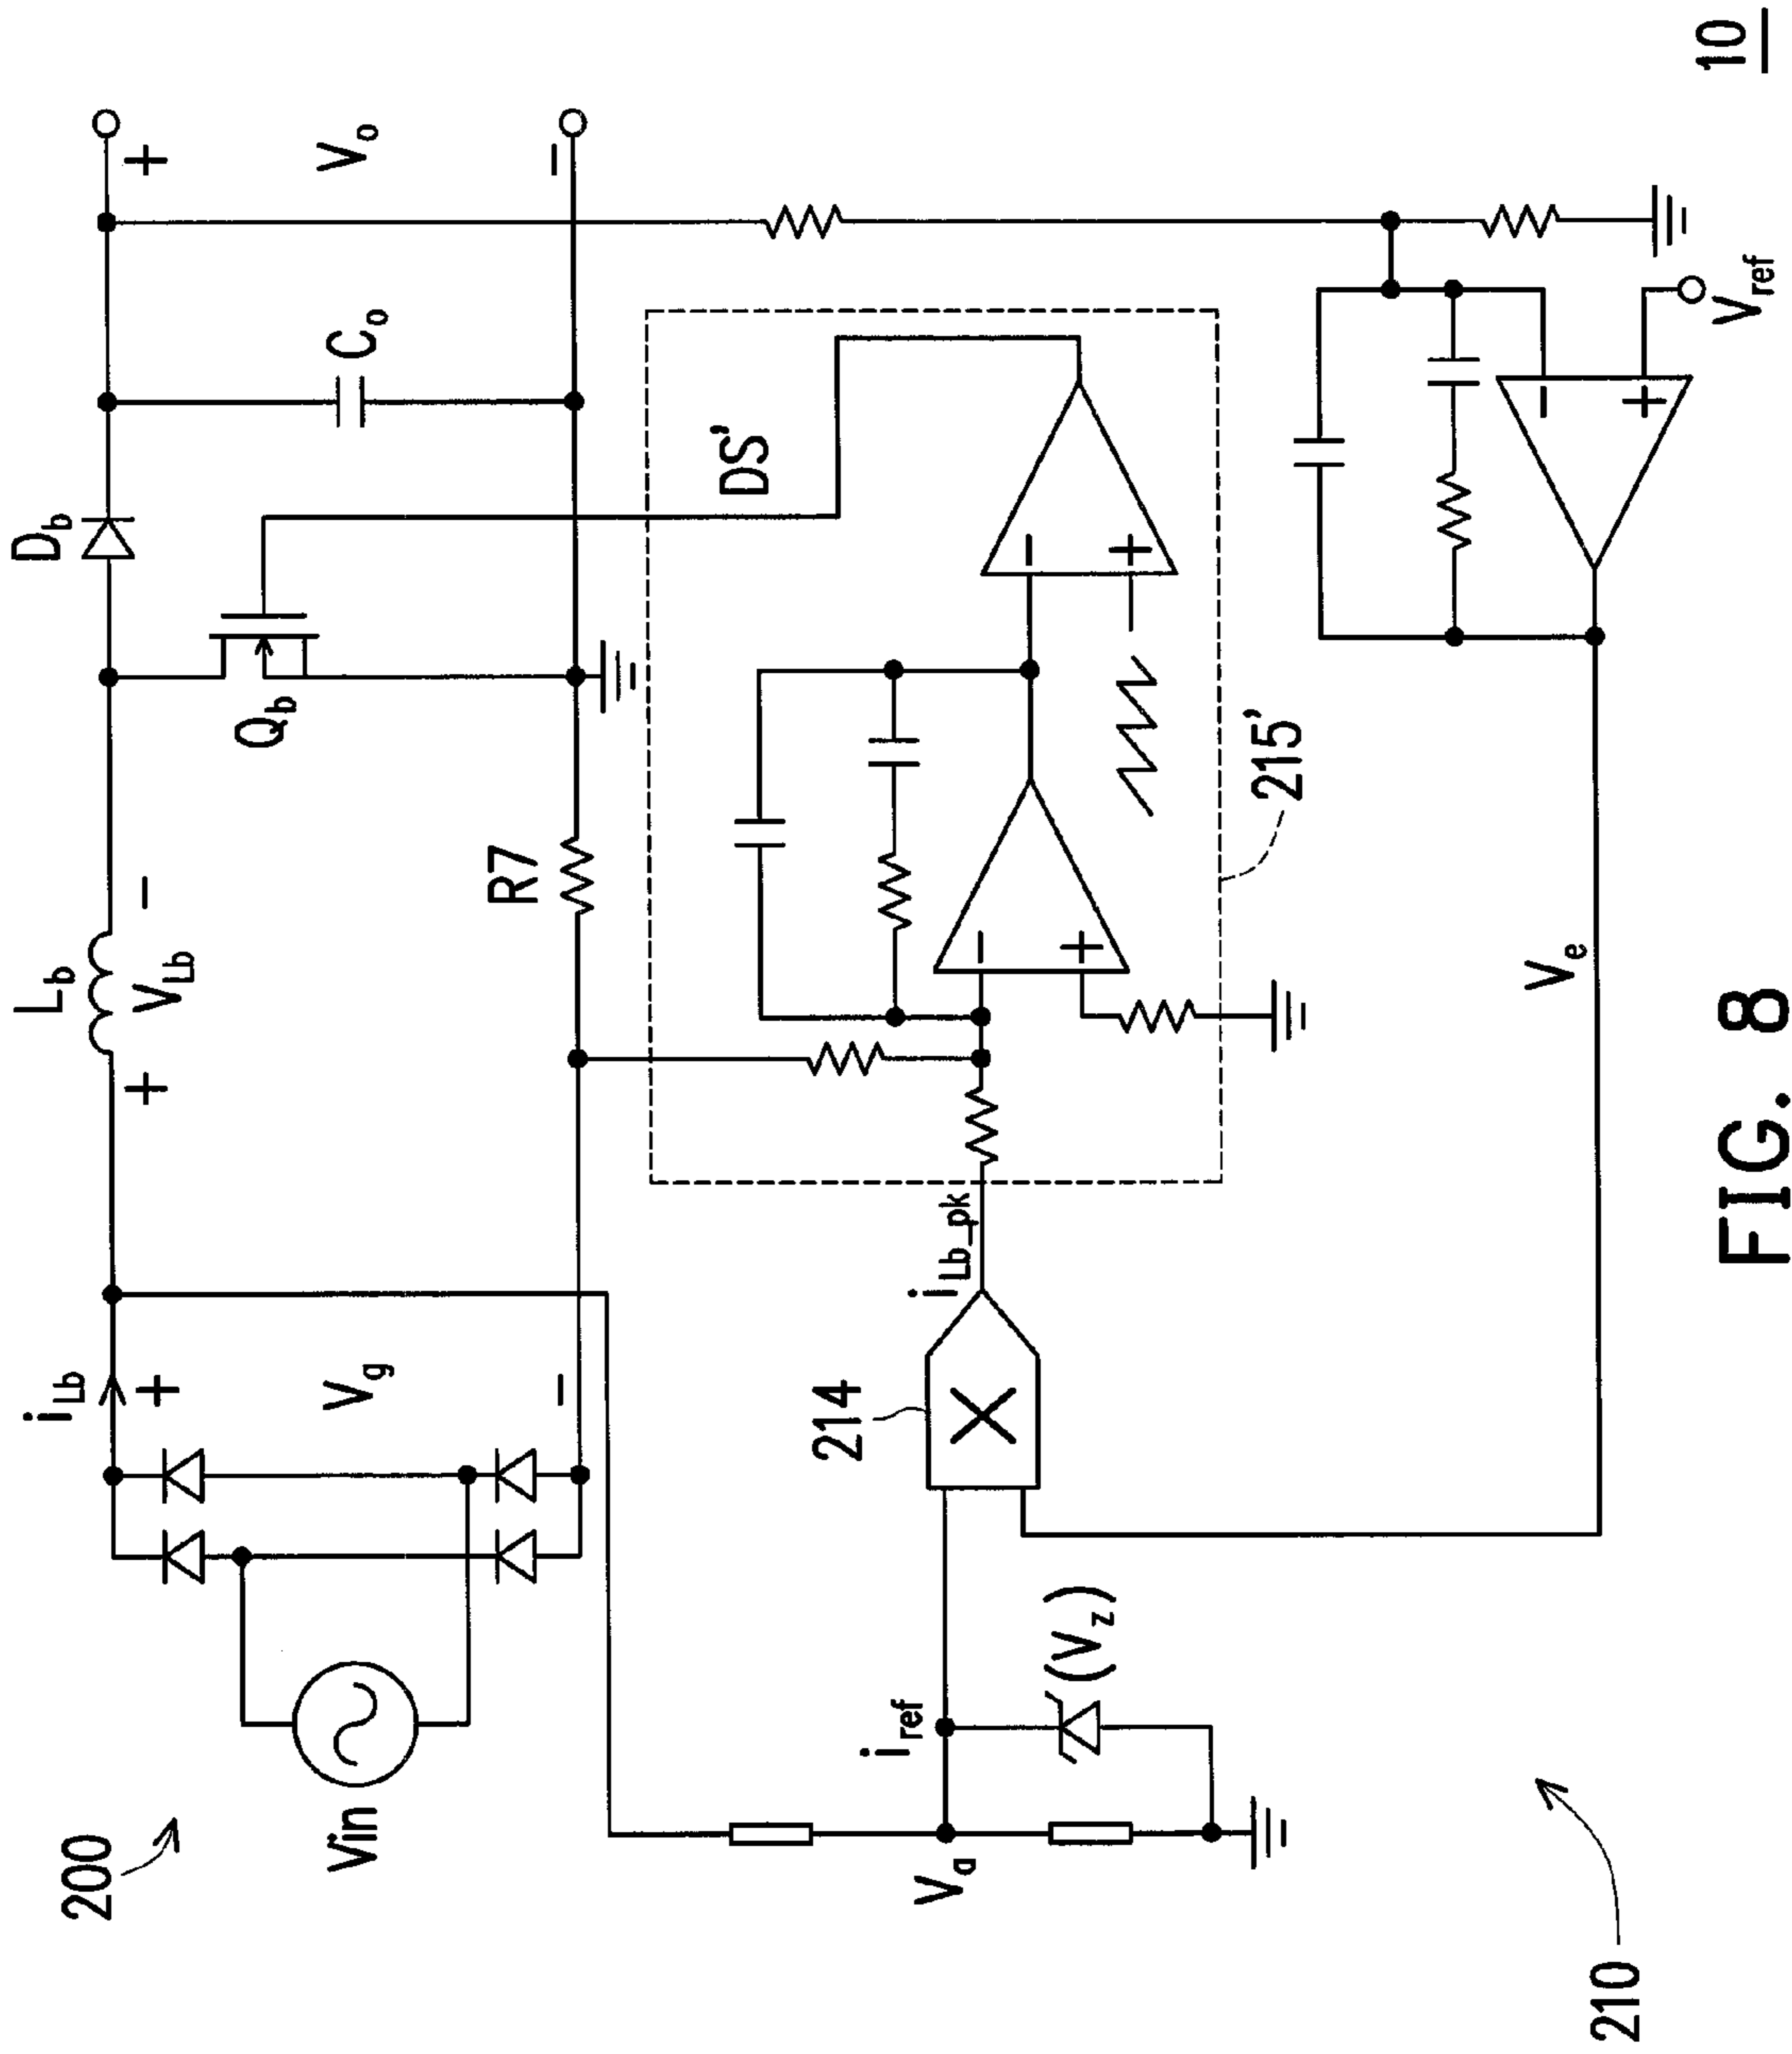 200
Vin
iLb
+
Vg
−
+
Lb
VLb
−
Qb
Db
R7
Co
+
Vo
−
DS'
Va
iref
(Vz)
214
X
iLb_pk
−
+
−
+
215'
Ve
−
+
Vref
210
10
FIG. 8